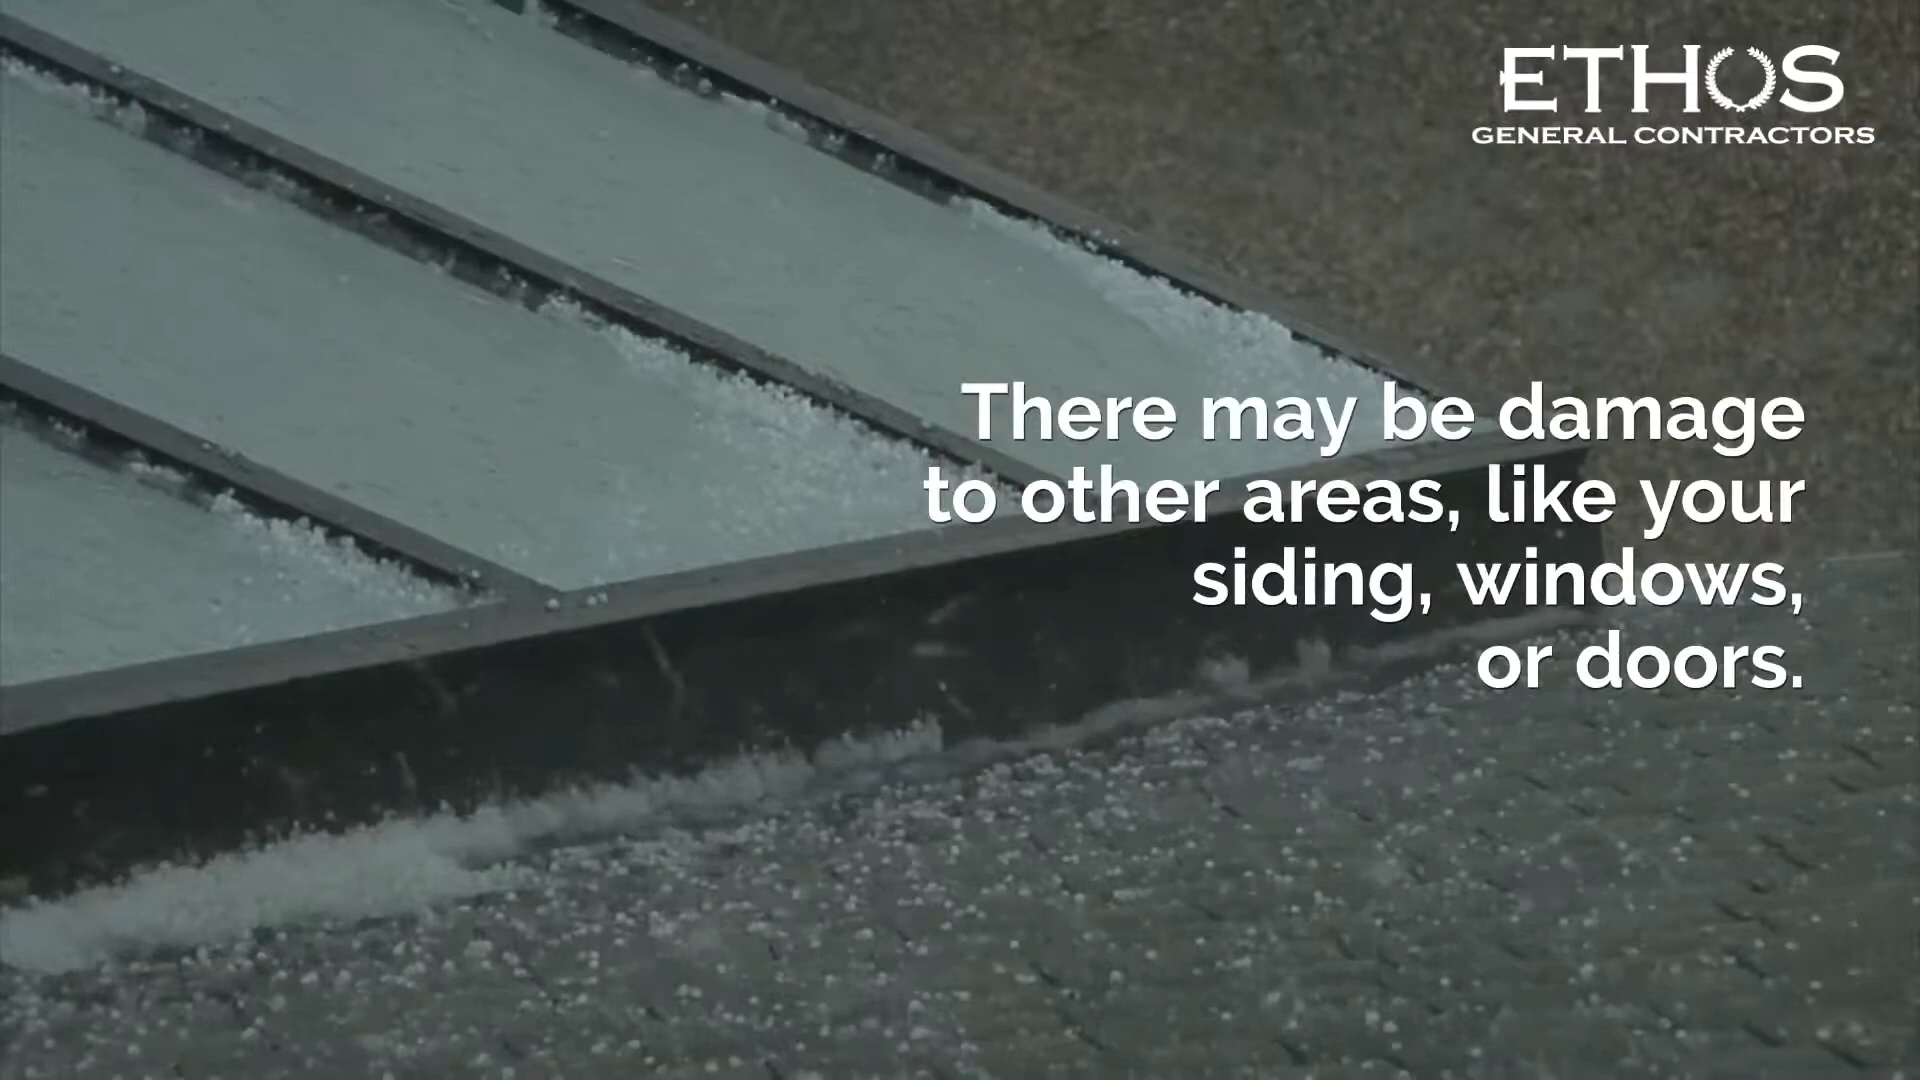 ETHOS
GENERAL CONTRACTORS
There may be damage
to other areas, like your
siding, windows,
or doors.